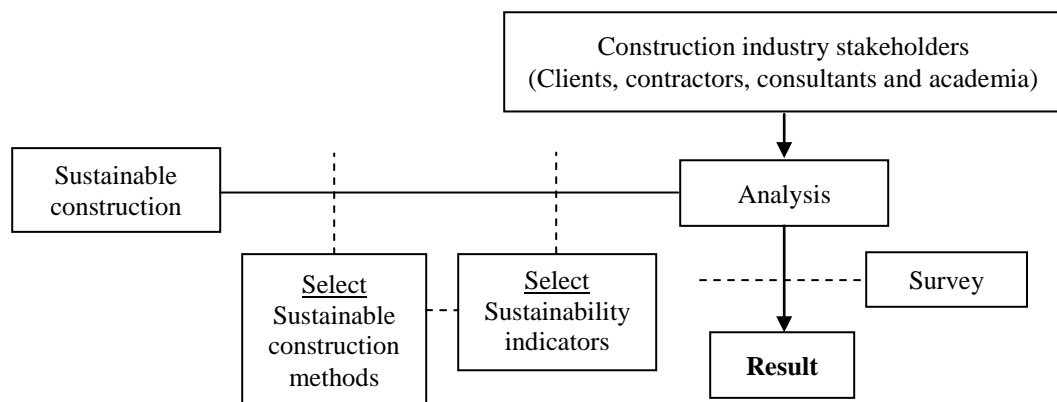 Construction industry stakeholders
(Clients, contractors, consultants and academia)
Sustainable
construction
Analysis
Select
Sustainable
construction
methods
Select
Sustainability
indicators
Survey
Result